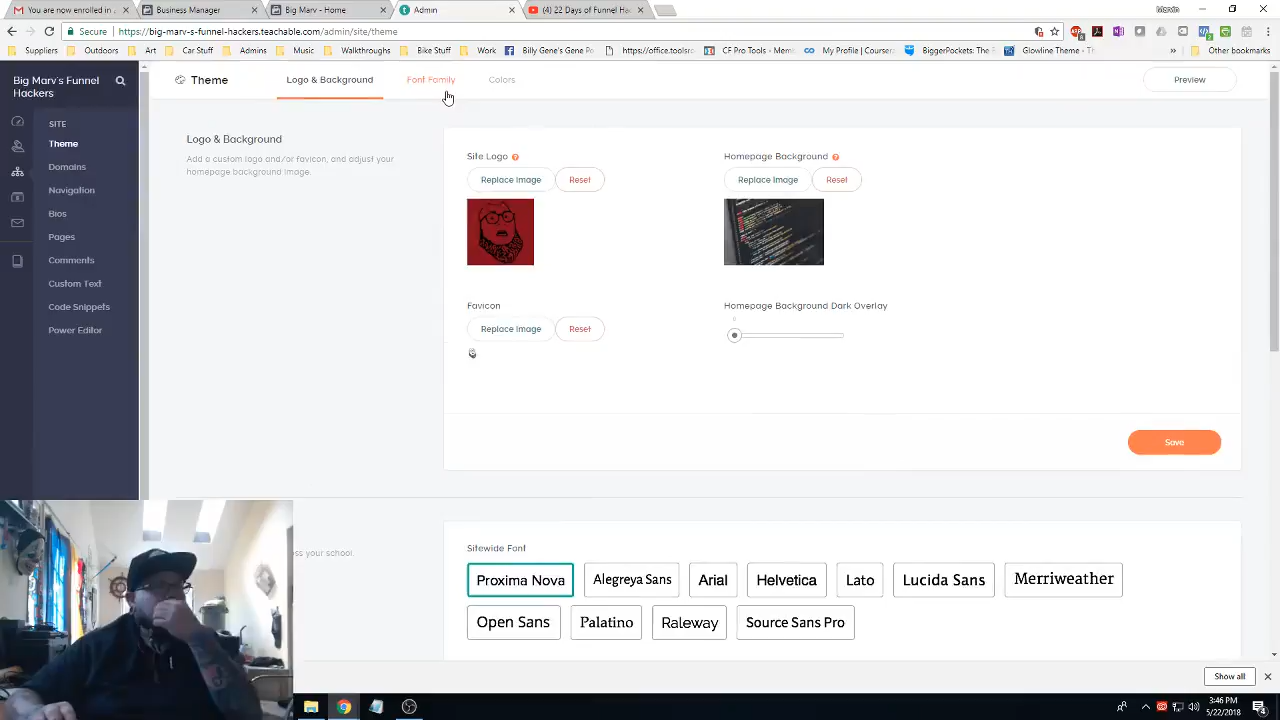 You are now enrolled in
Business Manager
Big Marv - Home
Admin
(4) 22 Days of Funnel Ha
Secure
https://big-marv-s-funnel-hackers.teachable.com/admin/site/theme
Suppliers
Outdoors
Art
Car Stuff
Admin
Music
Walkthroughs
Bike Stuff
Work
Billy Gene's Gene Po
https://office.toolsro
CF Pro Tools - Mem
My Profile | Course
BiggerPockets: The R
Glowline Theme - Th
»
Other bookmarks
Big Marv's Funnel
Hackers
Theme
Logo & Background
Font Family
Colors
Preview
SITE
Theme
Domains
Navigation
Bios
Pages
Comments
Custom Text
Code Snippets
Power Editor
Logo & Background
Add a custom logo and/or favicon, and adjust your
homepage background image.
Site Logo
Replace Image
Reset
Homepage Background
Replace Image
Reset
Favicon
Replace Image
Reset
Homepage Background Dark Overlay
Save
ess your school.
Sitewide Font
Proxima Nova
Alegreya Sans
Arial
Helvetica
Lato
Lucida Sans
Merriweather
Open Sans
Palatino
Raleway
Source Sans Pro
Show all
3:46 PM
5/22/2018